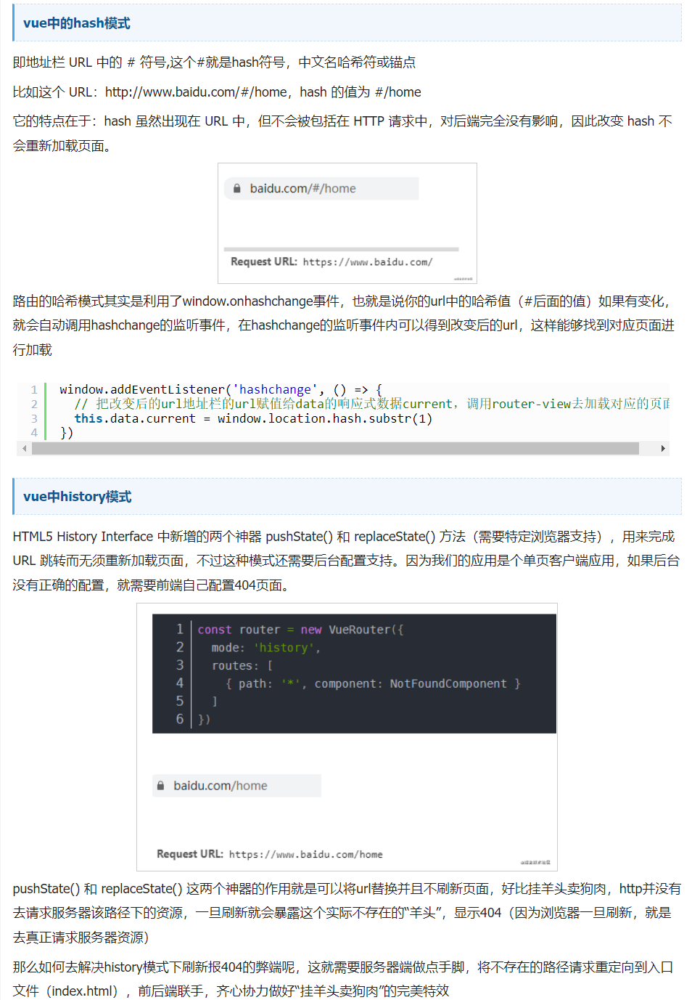 vue中的hash模式
即地址栏 URL 中的 # 符号,这个#就是hash符号，中文名哈希符或锚点
比如这个 URL：http://www.baidu.com/#/home，hash 的值为 #/home
它的特点在于：hash 虽然出现在 URL 中，但不会被包括在 HTTP 请求中，对后端完全没有影响，因此改变 hash 不
会重新加载页面。
baidu.com/#/home
Request URL: https://www.baidu.com/
路由的哈希模式其实是利用了window.onhashchange事件，也就是说你的url中的哈希值（#后面的值）如果有变化，
就会自动调用hashchange的监听事件，在hashchange的监听事件内可以得到改变后的url，这样能够找到对应页面进
行加载
1 window.addEventListener('hashchange', () => {
2 // 把改变后的url地址栏的url赋值给data的响应式数据current，调用router-view去加载对应的页面
3 this.data.current = window.location.hash.substr(1)
4 })
vue中history模式
HTML5 History Interface 中新增的两个神器 pushState() 和 replaceState() 方法（需要特定浏览器支持），用来完成
URL 跳转而无须重新加载页面，不过这种模式还需要后台配置支持。因为我们的应用是个单页客户端应用，如果后台
没有正确的配置，就需要前端自己配置404页面。
1 const router = new VueRouter({
2 mode: 'history',
3 routes: [
4 { path: '*', component: NotFoundComponent }
5 ]
6 })
baidu.com/home
Request URL: https://www.baidu.com/home
pushState() 和 replaceState() 这两个神器的作用就是可以将url替换并且不刷新页面，好比挂羊头卖狗肉，http并没有
去请求服务器该路径下的资源，一旦刷新就会暴露这个实际不存在的“羊头”，显示404（因为浏览器一旦刷新，就是
去真正请求服务器资源）
那么如何去解决history模式下刷新报404的弊端呢，这就需要服务器端做点手脚，将不存在的路径请求重定向到入口
文件（index.html），前后端联手，齐心协力做好“挂羊头卖狗肉”的完美特效